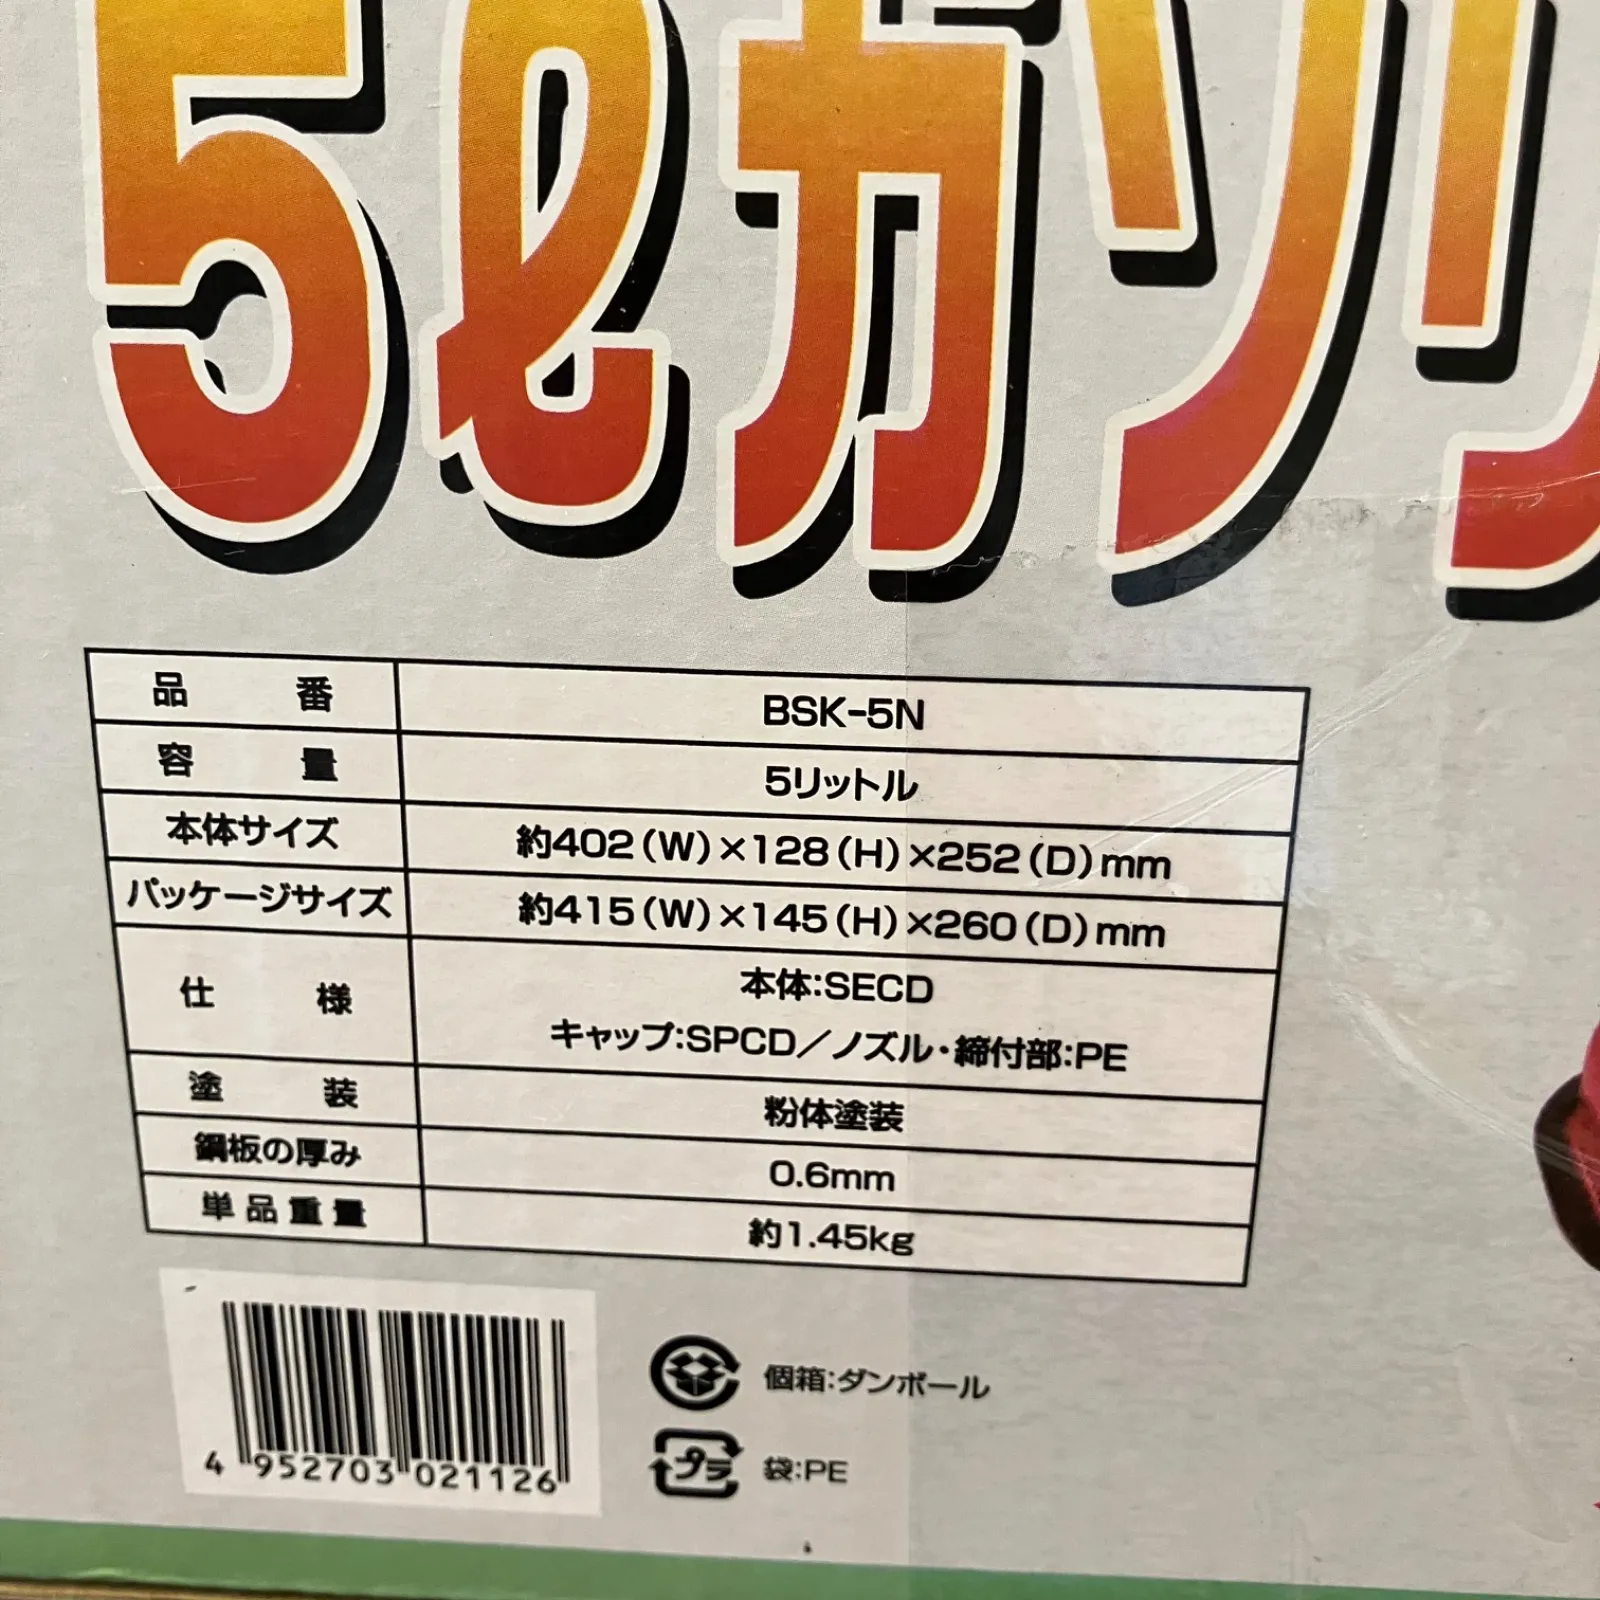 5ℓガソリ
品番 BSK-5N
容量 5リットル
本体サイズ 約402(W)×128(H)×252(D)mm
パッケージサイズ 約415(W)×145(H)×260(D)mm
仕様 本体:SECD
キャップ:SPCD/ノズル・締付部:PE
塗装 粉体塗装
鋼板の厚み 0.6mm
単品重量 約1.45kg
4 952703 021126
個箱:ダンボール
プラ 袋:PE